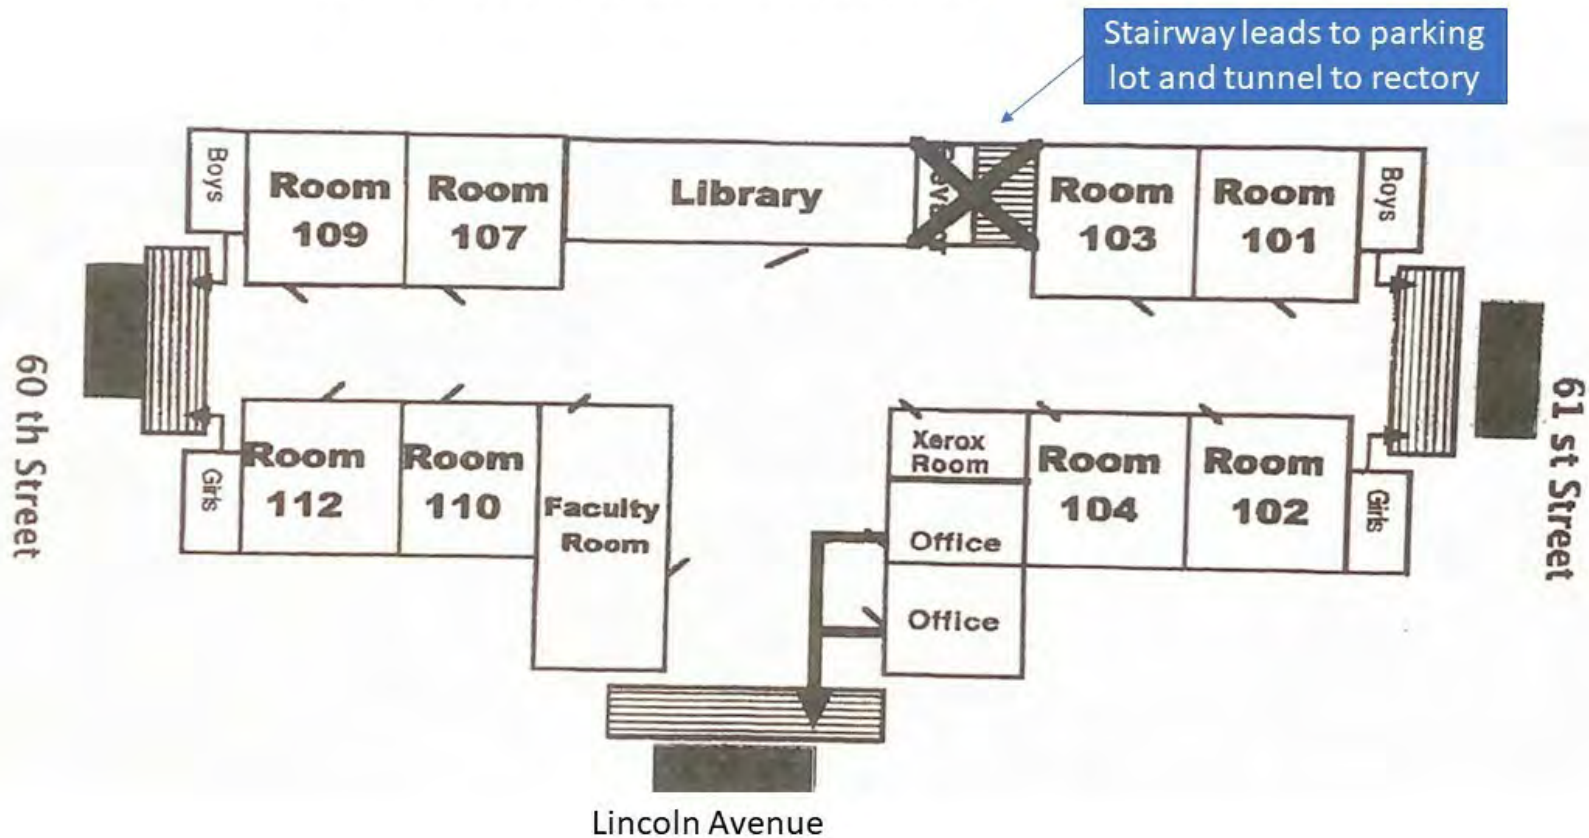 Stairway leads to parking
lot and tunnel to rectory
Boys
Room
109
Room
107
Library
Room
103
Room
101
Boys
60 th Street
61 st Street
Girls
Room
112
Room
110
Faculty
Room
Xerox
Room
Office
Office
Room
104
Room
102
Girls
Lincoln Avenue